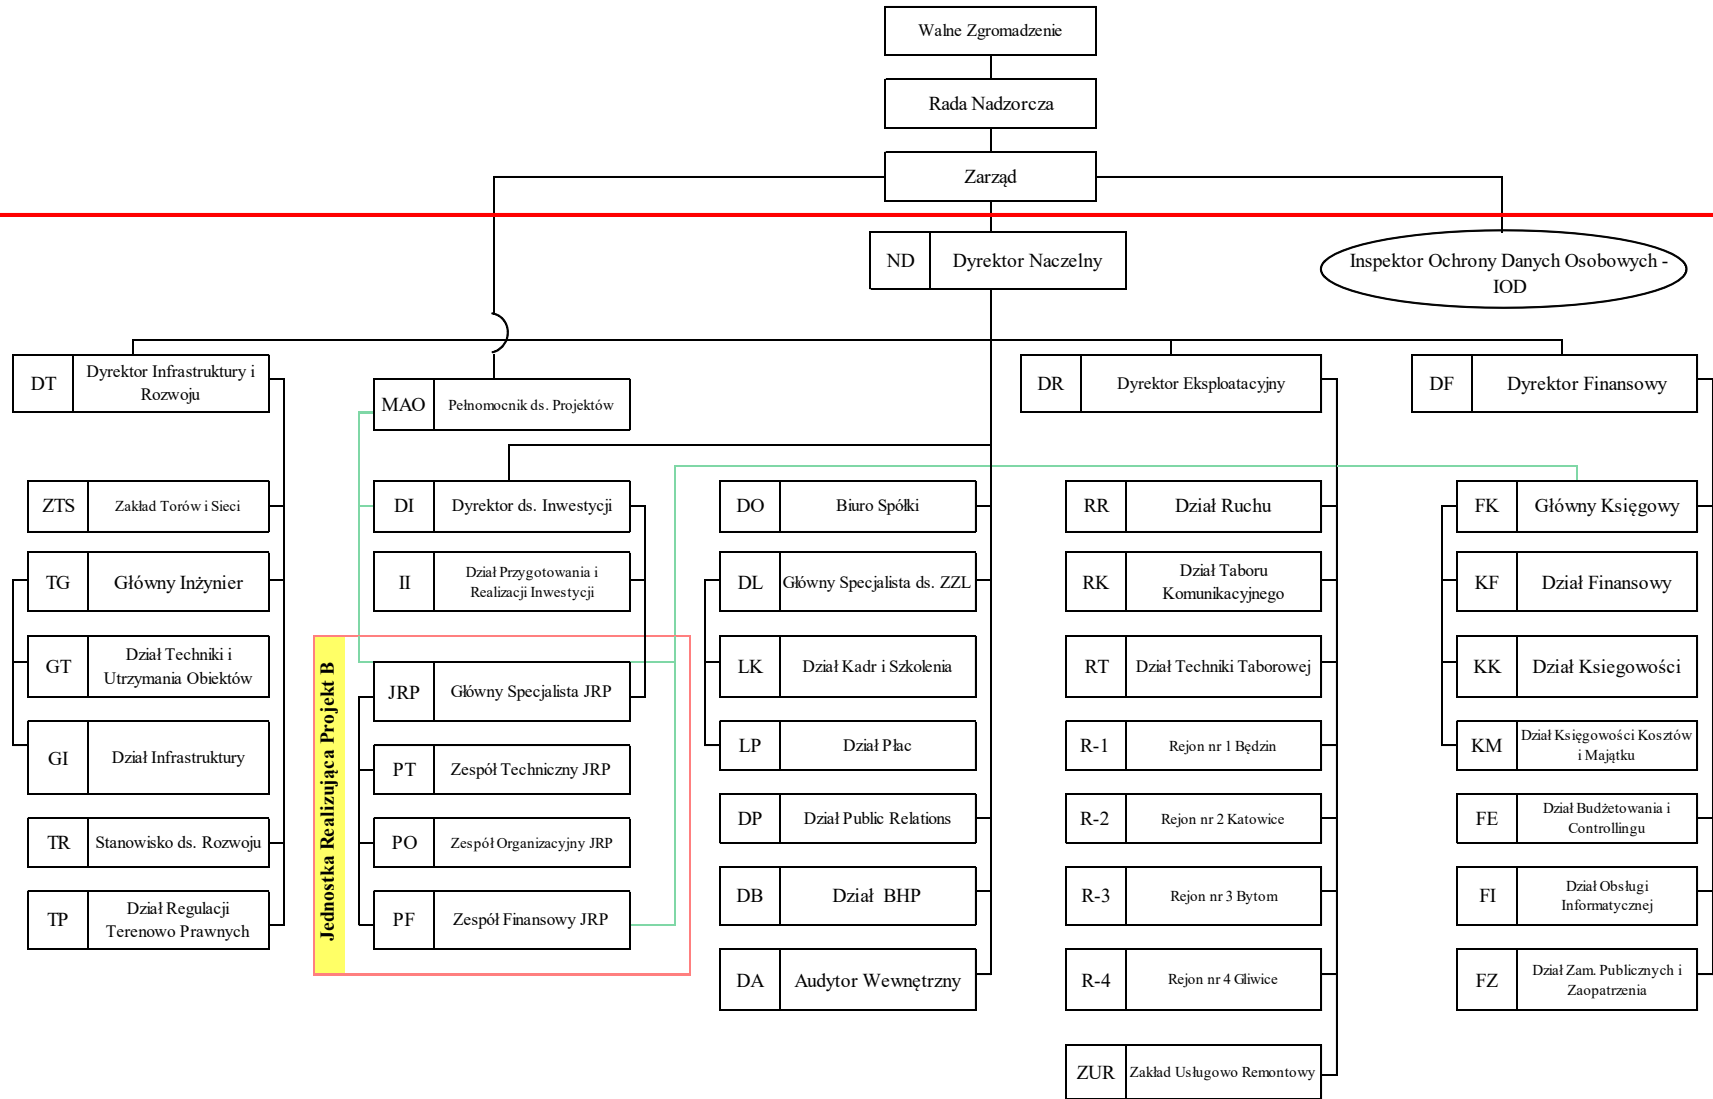 Walne Zgromadzenie
Rada Nadzorcza
Zarząd
ND
Dyrektor Naczelny
Inspektor Ochrony Danych Osobowych -
IOD
DT
Dyrektor Infrastruktury i
Rozwoju
MAO
Pełnomocnik ds. Projektów
DR
Dyrektor Eksploatacyjny
DF
Dyrektor Finansowy
ZTS
Zakład Torów i Sieci
TG
Główny Inżynier
GT
Dział Techniki i
Utrzymania Obiektów
GI
Dział Infrastruktury
TR
Stanowisko ds. Rozwoju
TP
Dział Regulacji
Terenowo Prawnych
DI
Dyrektor ds. Inwestycji
II
Dział Przygotowania i
Realizacji Inwestycji
Jednostka Realizująca Projekt B
JRP
Główny Specjalista JRP
PT
Zespół Techniczny JRP
PO
Zespół Organizacyjny JRP
PF
Zespół Finansowy JRP
DO
Biuro Spółki
DL
Główny Specjalista ds. ZZL
LK
Dział Kadr i Szkolenia
LP
Dział Płac
DP
Dział Public Relations
DB
Dział BHP
DA
Audytor Wewnętrzny
RR
Dział Ruchu
RK
Dział Taboru
Komunikacyjnego
RT
Dział Techniki Taborowej
R-1
Rejon nr 1 Będzin
R-2
Rejon nr 2 Katowice
R-3
Rejon nr 3 Bytom
R-4
Rejon nr 4 Gliwice
ZUR
Zakład Usługowo Remontowy
FK
Główny Księgowy
KF
Dział Finansowy
KK
Dział Ksiegowości
KM
Dział Księgowości Kosztów
i Majątku
FE
Dział Budżetowania i
Controllingu
FI
Dział Obsługi
Informatycznej
FZ
Dział Zam. Publicznych i
Zaopatrzenia